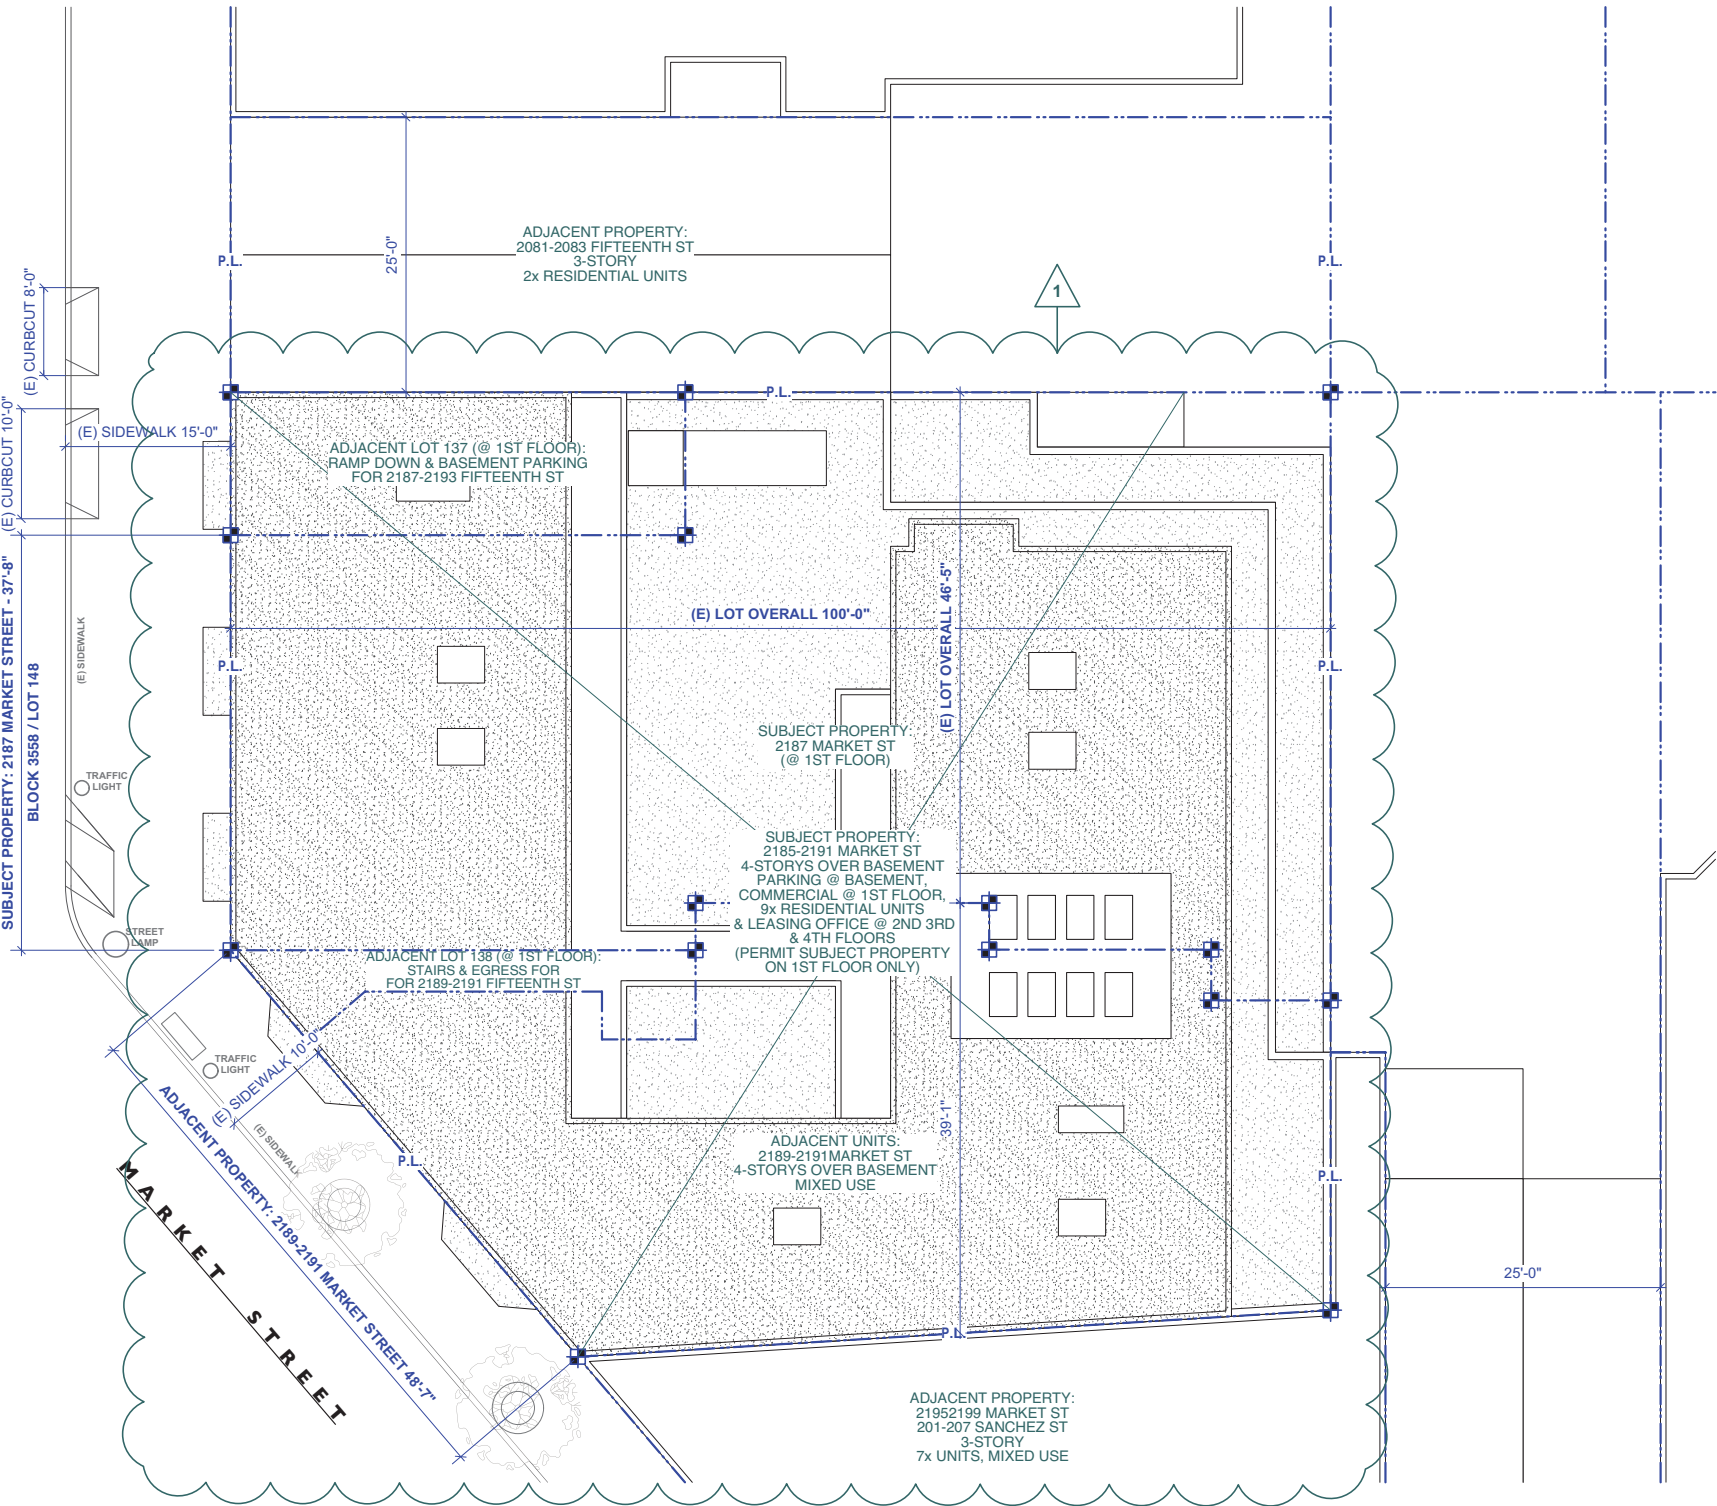 ADJACENT PROPERTY:
2081-2083 FIFTEENTH ST
3-STORY
2x RESIDENTIAL UNITS
25'-0"
P.L.
P.L.
1
(E) CURBCUT 8'-0"
(E) CURBCUT 10'-0"
(E) SIDEWALK 15'-0"
P.L.
ADJACENT LOT 137 (@ 1ST FLOOR):
RAMP DOWN & BASEMENT PARKING
FOR 2187-2193 FIFTEENTH ST
SUBJECT PROPERTY: 2187 MARKET STREET - 37'-8"
BLOCK 3558 / LOT 148
(E) SIDEWALK
(E) LOT OVERALL 100'-0"
(E) LOT OVERALL 46'-5"
P.L.
P.L.
SUBJECT PROPERTY:
2187 MARKET ST
(@ 1ST FLOOR)
TRAFFIC
LIGHT
SUBJECT PROPERTY:
2185-2191 MARKET ST
4-STORYS OVER BASEMENT
PARKING @ BASEMENT,
COMMERCIAL @ 1ST FLOOR,
9x RESIDENTIAL UNITS
& LEASING OFFICE @ 2ND 3RD
& 4TH FLOORS
(PERMIT SUBJECT PROPERTY
ON 1ST FLOOR ONLY)
STREET
LAMP
ADJACENT LOT 138 (@ 1ST FLOOR):
STAIRS & EGRESS FOR
FOR 2189-2191 FIFTEENTH ST
TRAFFIC
LIGHT
(E) SIDEWALK 10'-0"
(E) SIDEWALK
39'-1"
ADJACENT UNITS:
2189-2191MARKET ST
4-STORYS OVER BASEMENT
MIXED USE
P.L.
P.L.
ADJACENT PROPERTY: 2189-2191 MARKET STREET 48'-7"
MARKET STREET
25'-0"
P.L.
ADJACENT PROPERTY:
21952199 MARKET ST
201-207 SANCHEZ ST
3-STORY
7x UNITS, MIXED USE